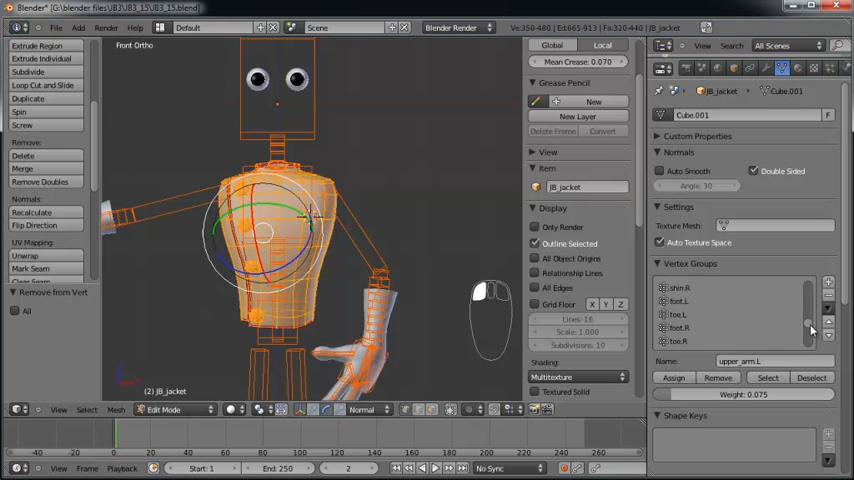 Blender* [G:\blender\JB3\JB3_15\JB3_15.blend]
File Add Render Window Help
Default
Scene
Blender Render
Ve:350-480 | Ed:665-913 | Fa:320-440 | JB_jacket
Extrude Region
Extrude Individual
Subdivide
Loop Cut and Slide
Duplicate
Spin
Screw
Remove:
Delete
Merge
Remove Doubles
Normals:
Recalculate
Flip Direction
UV Mapping:
Unwrap
Mark Seam
Clear Seam
Remove from Vert
All
Front Ortho
(2) JB_jacket
Global Local
Mean Crease: 0.070
Grease Pencil
New
New Layer
Delete Frame Convert
View
Item
JB_jacket
Display
Only Render
Outline Selected
All Object Origins
Relationship Lines
All Edges
Grid Floor X Y Z
Lines: 16
Scale: 1.000
Subdivisions: 10
Shading:
Multitexture
Textured Solid
View Search All Scenes
JB_jacket Cube.001
Cube.001 F
Custom Properties
Normals
Auto Smooth
Double Sided
Angle: 30
Settings
Texture Mesh:
Auto Texture Space
Vertex Groups
shin.R
foot.L
toe.L
foot.R
toe.R
Name: upper_arm.L
Assign Remove Select Deselect
Weight: 0.075
Shape Keys
View Select Mesh Edit Mode Normal
-40 -20 0 20 40 60 80 100 120 140 160 180 200 220 240 260
View Frame Playback Start: 1 End: 250 2 No Sync